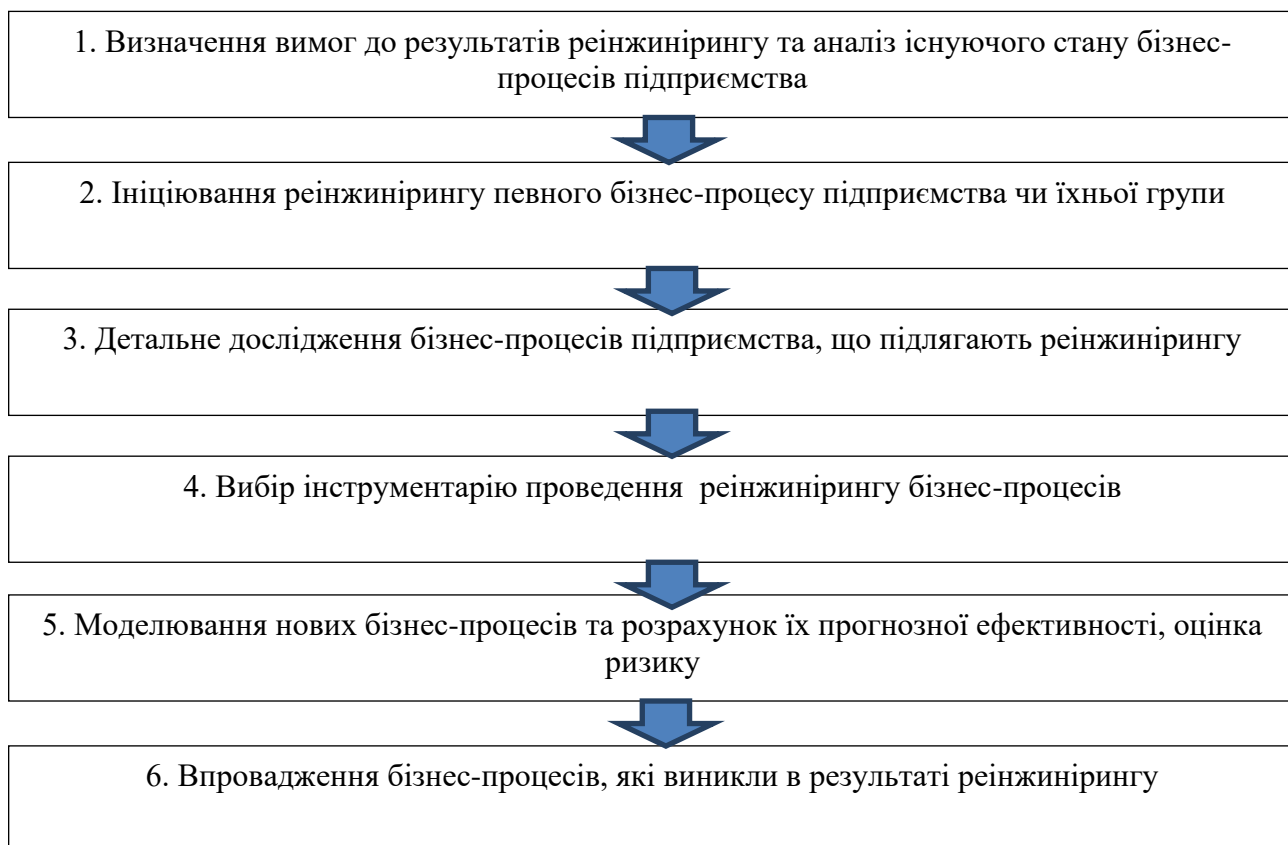 1. Визначення вимог до результатів реінжинірингу та аналіз існуючого стану бізнес-
процесів підприємства
2. Ініціювання реінжинірингу певного бізнес-процесу підприємства чи їхньої групи
3. Детальне дослідження бізнес-процесів підприємства, що підлягають реінжинірингу
4. Вибір інструментарію проведення  реінжинірингу бізнес-процесів
5. Моделювання нових бізнес-процесів та розрахунок їх прогнозної ефективності, оцінка
ризику
6. Впровадження бізнес-процесів, які виникли в результаті реінжинірингу